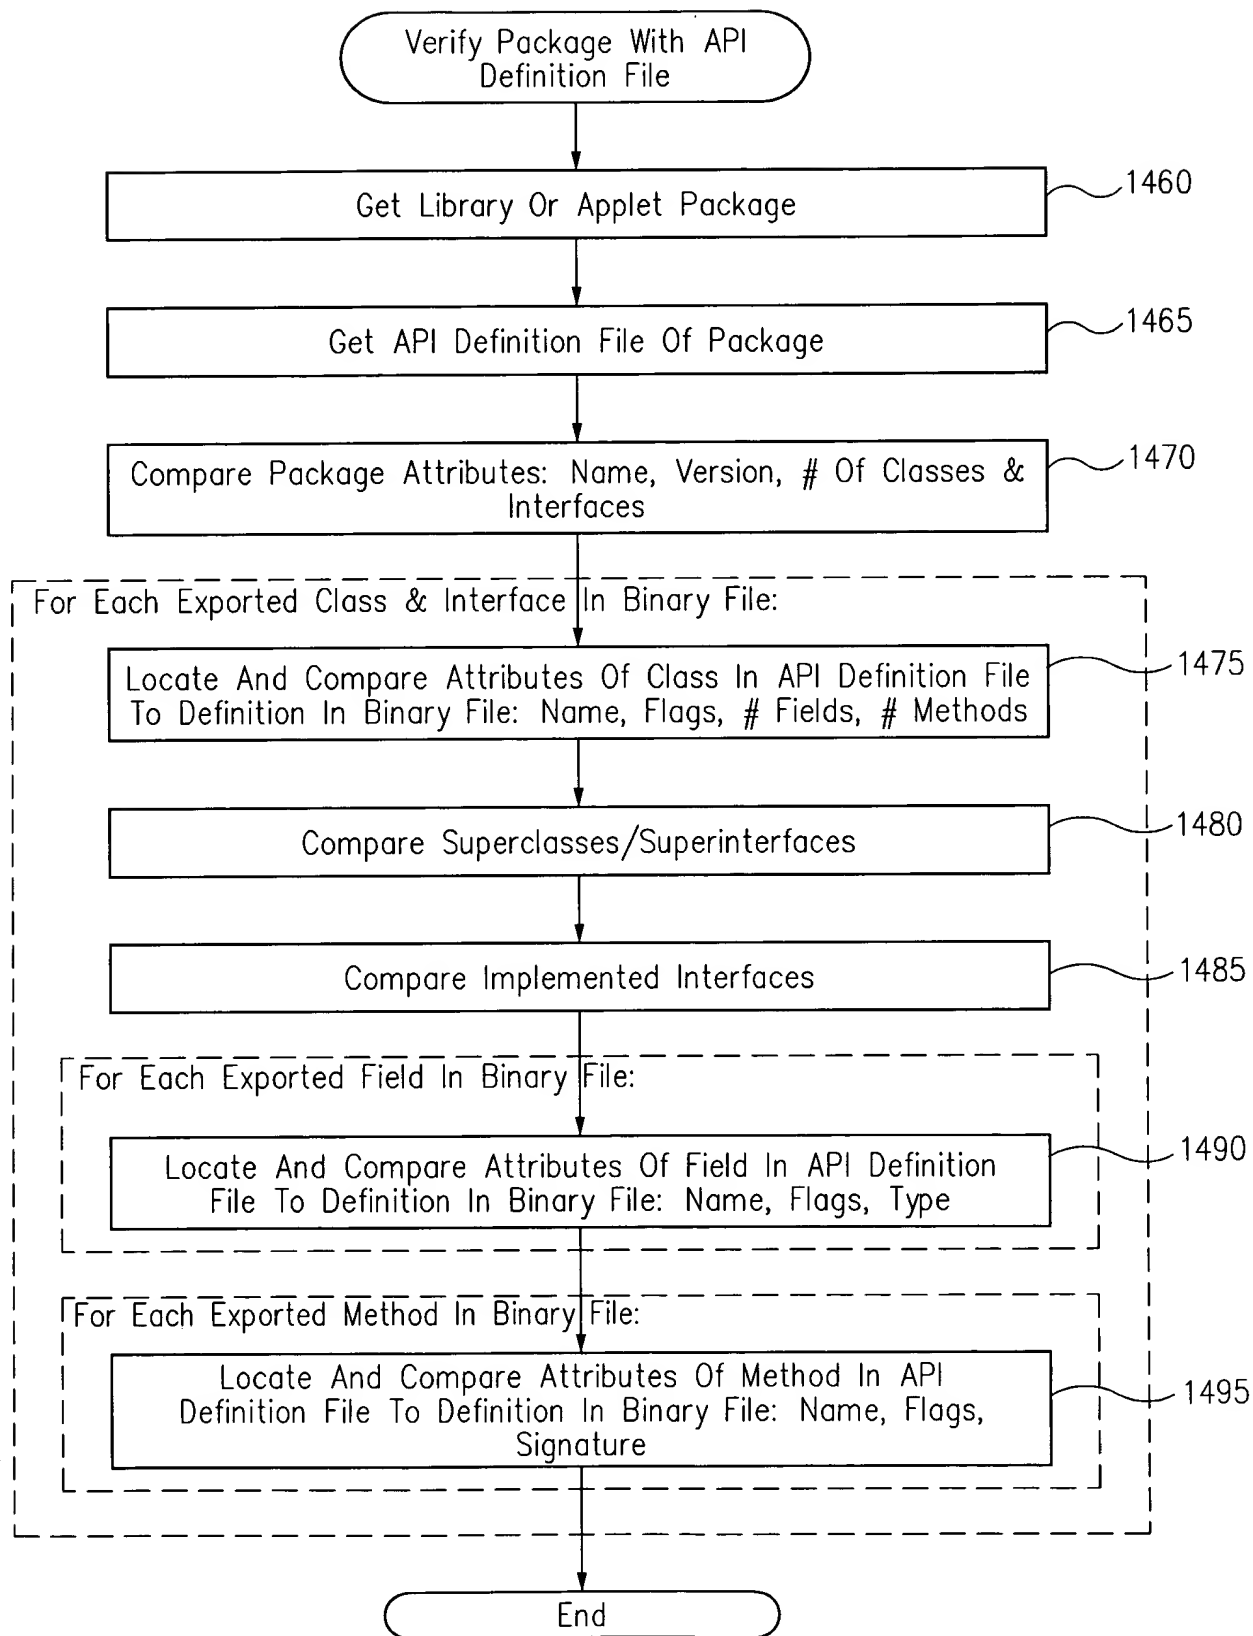 Verify Package With API
Definition File
Get Library Or Applet Package
1460
Get API Definition File Of Package
1465
Compare Package Attributes: Name, Version, # Of Classes &
Interfaces
1470
For Each Exported Class & Interface In Binary File:
Locate And Compare Attributes Of Class In API Definition File
To Definition In Binary File: Name, Flags, # Fields, # Methods
1475
Compare Superclasses/Superinterfaces
1480
Compare Implemented Interfaces
1485
For Each Exported Field In Binary File:
Locate And Compare Attributes Of Field In API Definition
File To Definition In Binary File: Name, Flags, Type
1490
For Each Exported Method In Binary File:
Locate And Compare Attributes Of Method In API
Definition File To Definition In Binary File: Name, Flags,
Signature
1495
End